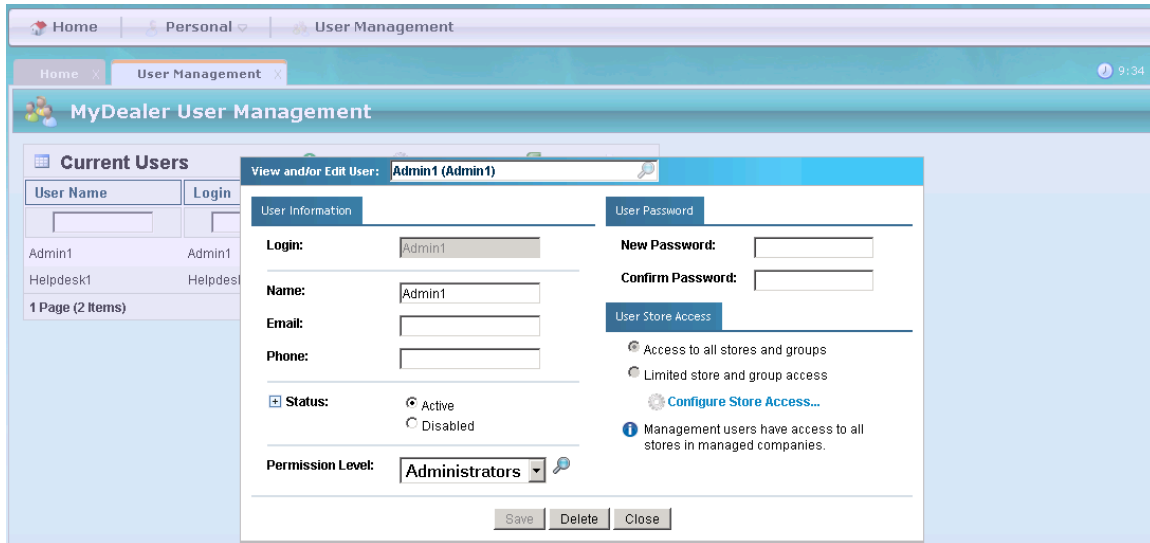 Home Personal User Management
Home X User Management X 9:34
MyDealer User Management
Current Users
User Name Login
Admin1 Admin1
Helpdesk1 Helpdesk
1 Page (2 Items)
View and/or Edit User: Admin1 (Admin1)
User Information
Login: Admin1
Name: Admin1
Email:
Phone:
Status: Active
Disabled
Permission Level: Administrators
User Password
New Password:
Confirm Password:
User Store Access
Access to all stores and groups
Limited store and group access
Configure Store Access...
Management users have access to all
stores in managed companies.
Save Delete Close